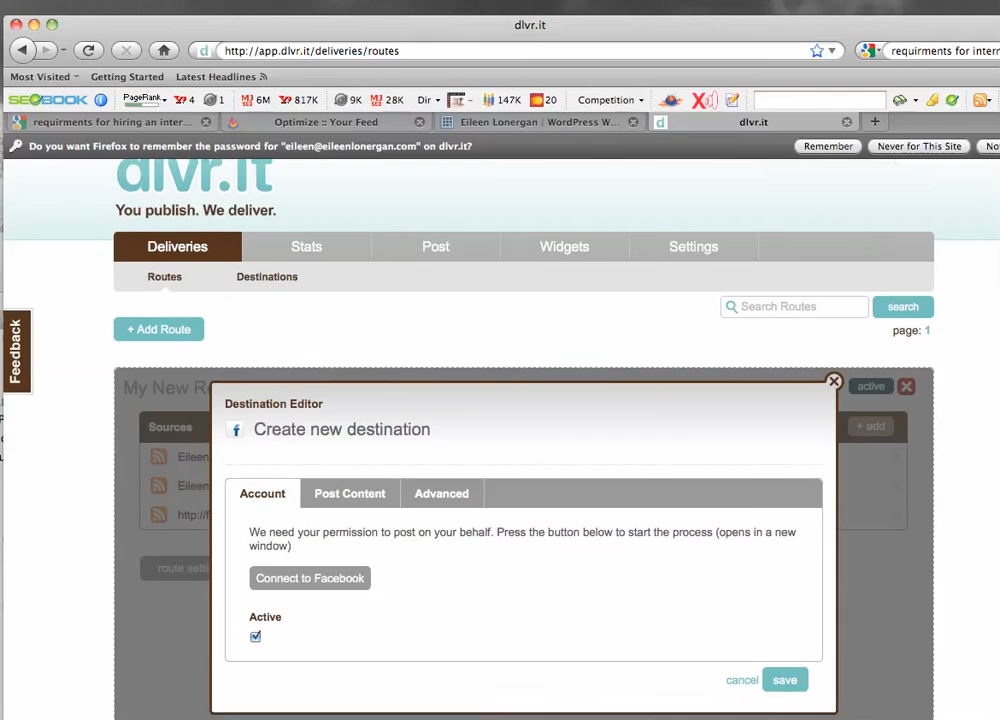 dlvr.it
http://app.dlvr.it/deliveries/routes
requirments for inter
Most Visited
Getting Started
Latest Headlines
SEOBOOK
PageRank
4
1
6M
817K
9K
28K
Dir
147K
20
Competition
requirments for hiring an inter...
Optimize :: Your Feed
Eileen Lonergan | WordPress W...
dlvr.it
Do you want Firefox to remember the password for "eileen@eileenlonergan.com" on dlvr.it?
Remember
Never for This Site
No
dlvr.it
You publish. We deliver.
Deliveries
Stats
Post
Widgets
Settings
Routes
Destinations
Search Routes
search
+ Add Route
page: 1
Feedback
My New R
active
Sources
+ add
Eileen
Eileen
http://f
route setti
Destination Editor
Create new destination
Account
Post Content
Advanced
We need your permission to post on your behalf. Press the button below to start the process (opens in a new
window)
Connect to Facebook
Active
cancel
save